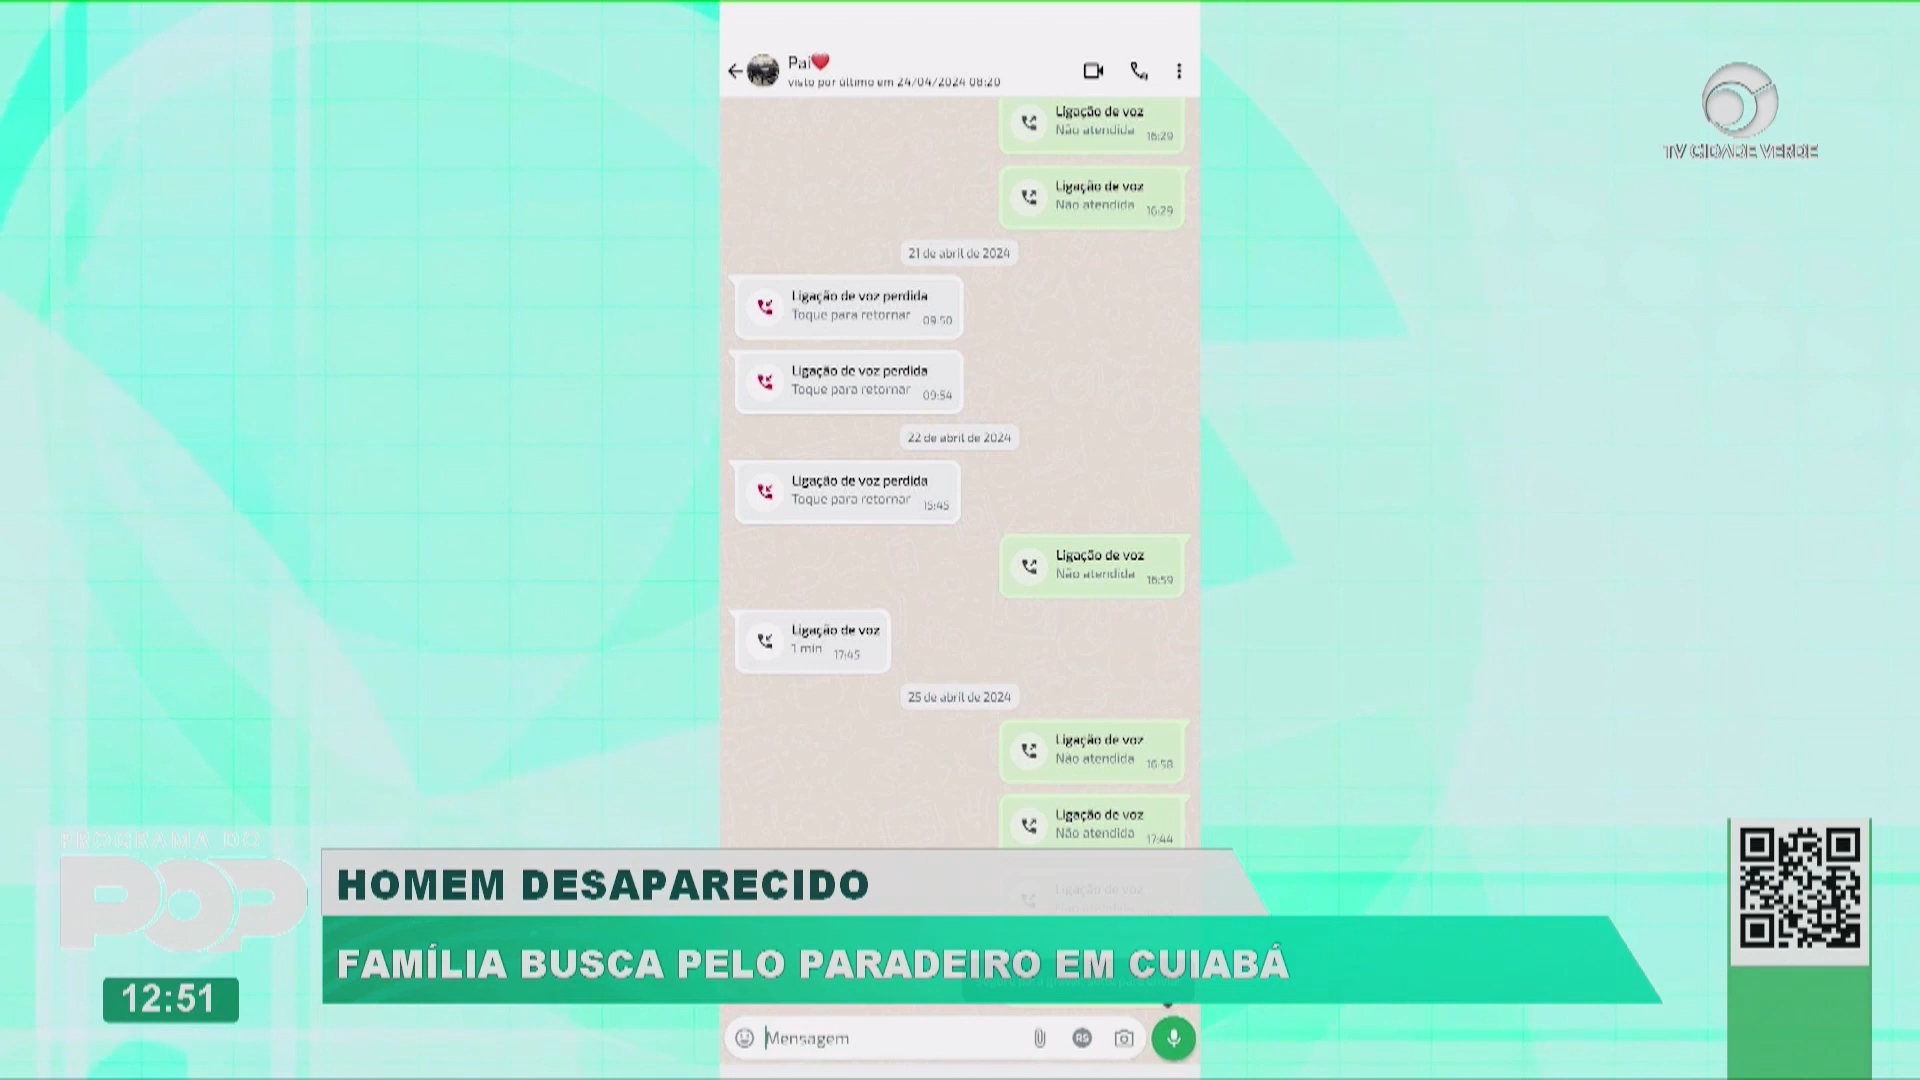 Pai❤️
visto por último em 24/04/2024 08:20
Ligação de voz
Não atendida 16:29
Ligação de voz
Não atendida 16:29
21 de abril de 2024
Ligação de voz perdida
Toque para retornar 09:50
Ligação de voz perdida
Toque para retornar 09:54
22 de abril de 2024
Ligação de voz perdida
Toque para retornar 15:45
Ligação de voz
Não atendida 16:59
Ligação de voz
1 min 17:45
25 de abril de 2024
Ligação de voz
Não atendida 16:58
Ligação de voz
Não atendida 17:44
Ligação de voz
TV CIDADE VERDE
PROGRAMA DO
POP
12:51
HOMEM DESAPARECIDO
FAMÍLIA BUSCA PELO PARADEIRO EM CUIABÁ
Mensagem